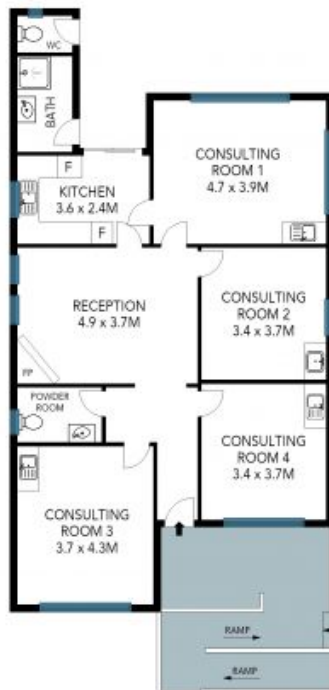 WC
BATH
F
KITCHEN
3.6 x 2.4M
F
CONSULTING
ROOM 1
4.7 x 3.9M
RECEPTION
4.9 x 3.7M
CONSULTING
ROOM 2
3.4 x 3.7M
FP
POWDER
ROOM
CONSULTING
ROOM 4
3.4 x 3.7M
CONSULTING
ROOM 3
3.7 x 4.3M
RAMP
RAMP